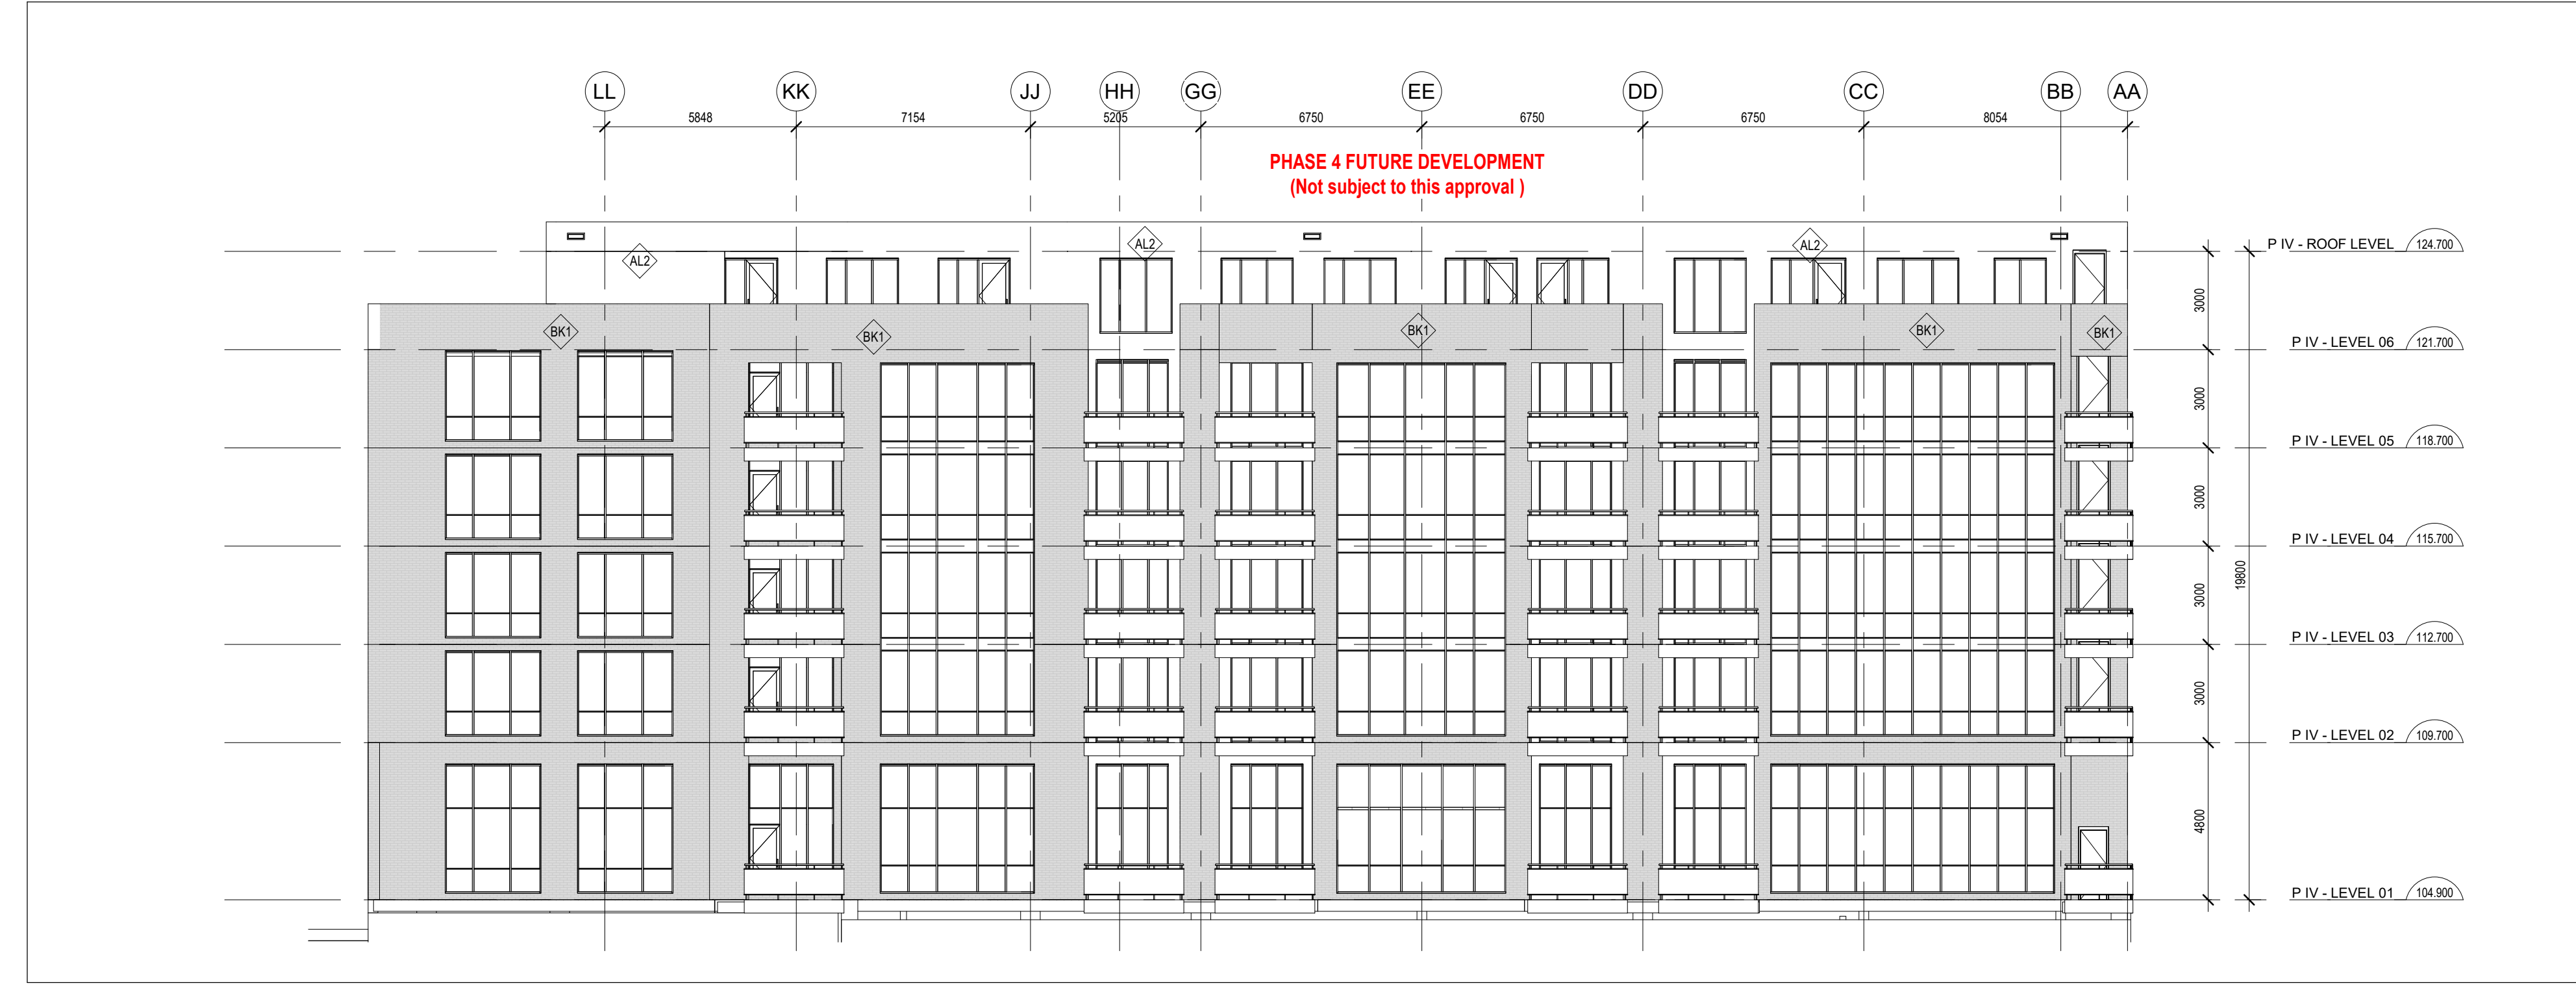 LL KK JJ HH GG EE DD CC BB AA
5848 7154 5205 6750 6750 6750 8054
PHASE 4 FUTURE DEVELOPMENT
(Not subject to this approval )
AL2 AL2 AL2
P IV - ROOF LEVEL 124.700
3000
BK1 BK1 BK1 BK1 BK1
P IV - LEVEL 06 121.700
3000
P IV - LEVEL 05 118.700
3000
P IV - LEVEL 04 115.700
19800
3000
P IV - LEVEL 03 112.700
3000
P IV - LEVEL 02 109.700
4800
P IV - LEVEL 01 104.900